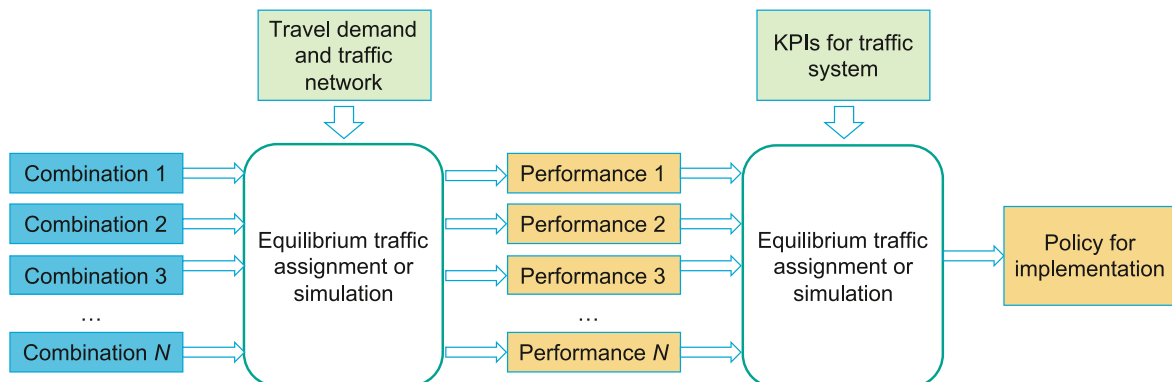 Travel demand
and traffic
network
KPIs for traffic
system
Combination 1
Combination 2
Combination 3
…
Combination N
Equilibrium traffic
assignment or
simulation
Performance 1
Performance 2
Performance 3
…
Performance N
Equilibrium traffic
assignment or
simulation
Policy for
implementation